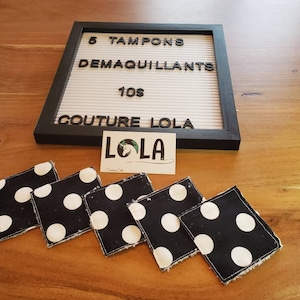 5 TAMPONS
DEMAQUILLANTS
10$
COUTURE LOLA
LOLA